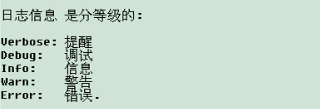 日志信息 是分等级的:
Verbose: 提醒
Debug: 调试
Info: 信息
Warn: 警告
Error: 错误.